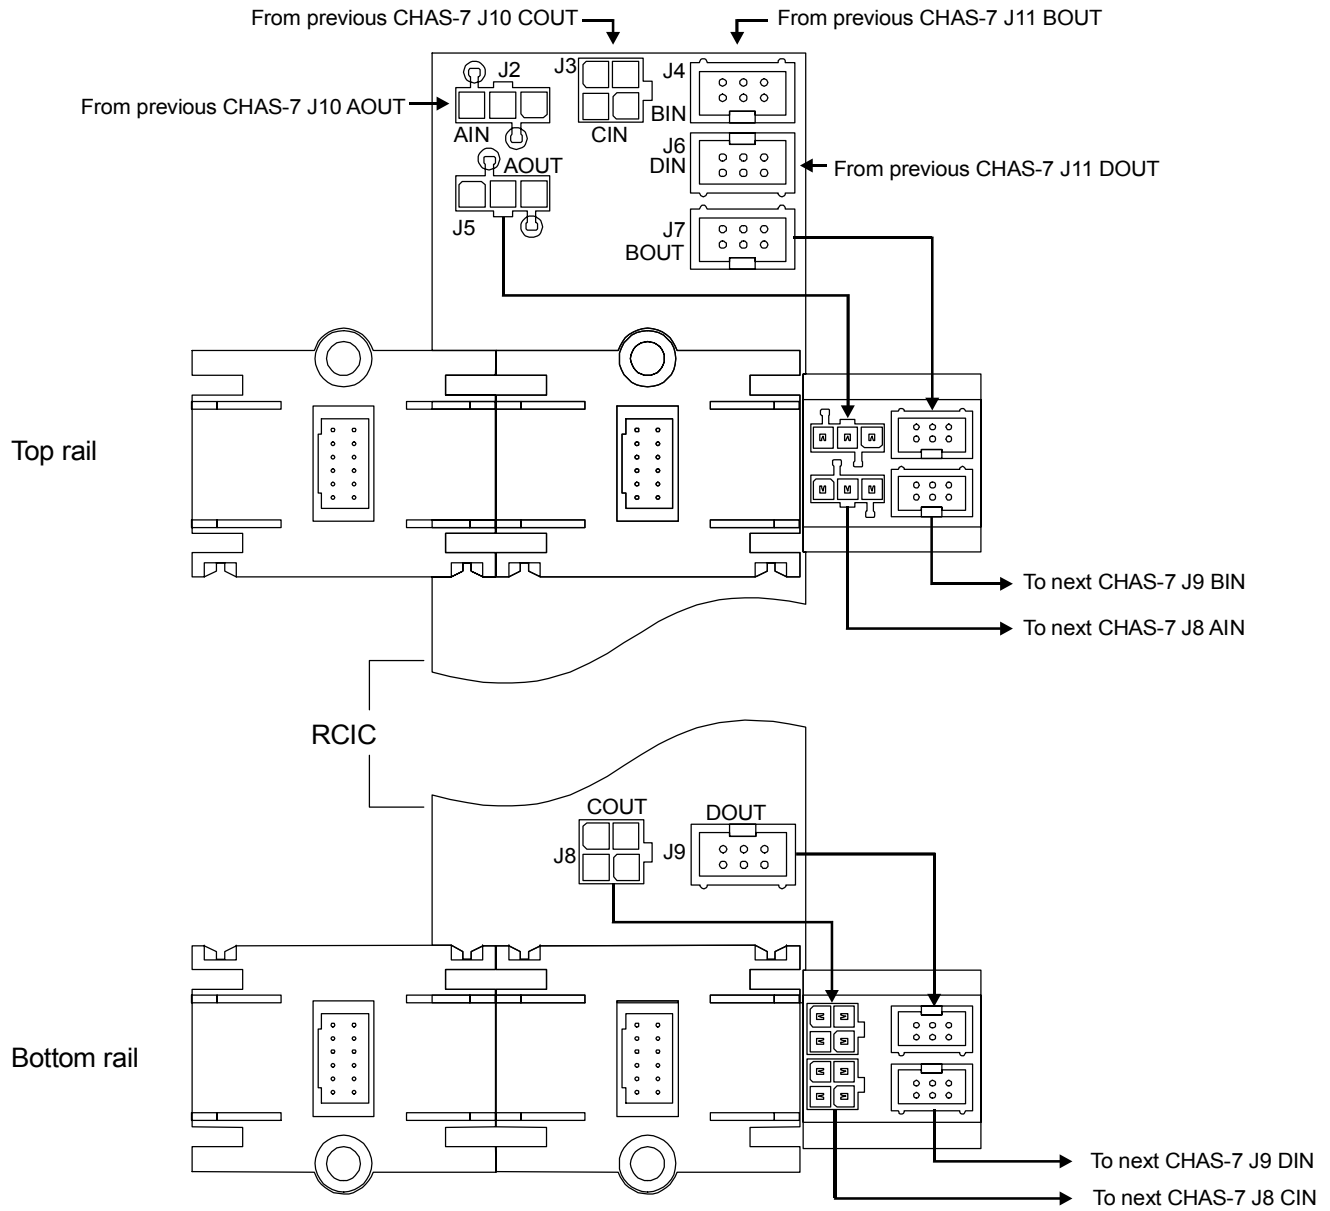 From previous CHAS-7 J10 COUT
From previous CHAS-7 J11 BOUT
J2
J3
J4
From previous CHAS-7 J10 AOUT
AIN
CIN
BIN
J6
DIN
From previous CHAS-7 J11 DOUT
AOUT
J5
J7
BOUT
Top rail
To next CHAS-7 J9 BIN
To next CHAS-7 J8 AIN
RCIC
COUT
DOUT
J8
J9
Bottom rail
To next CHAS-7 J9 DIN
To next CHAS-7 J8 CIN